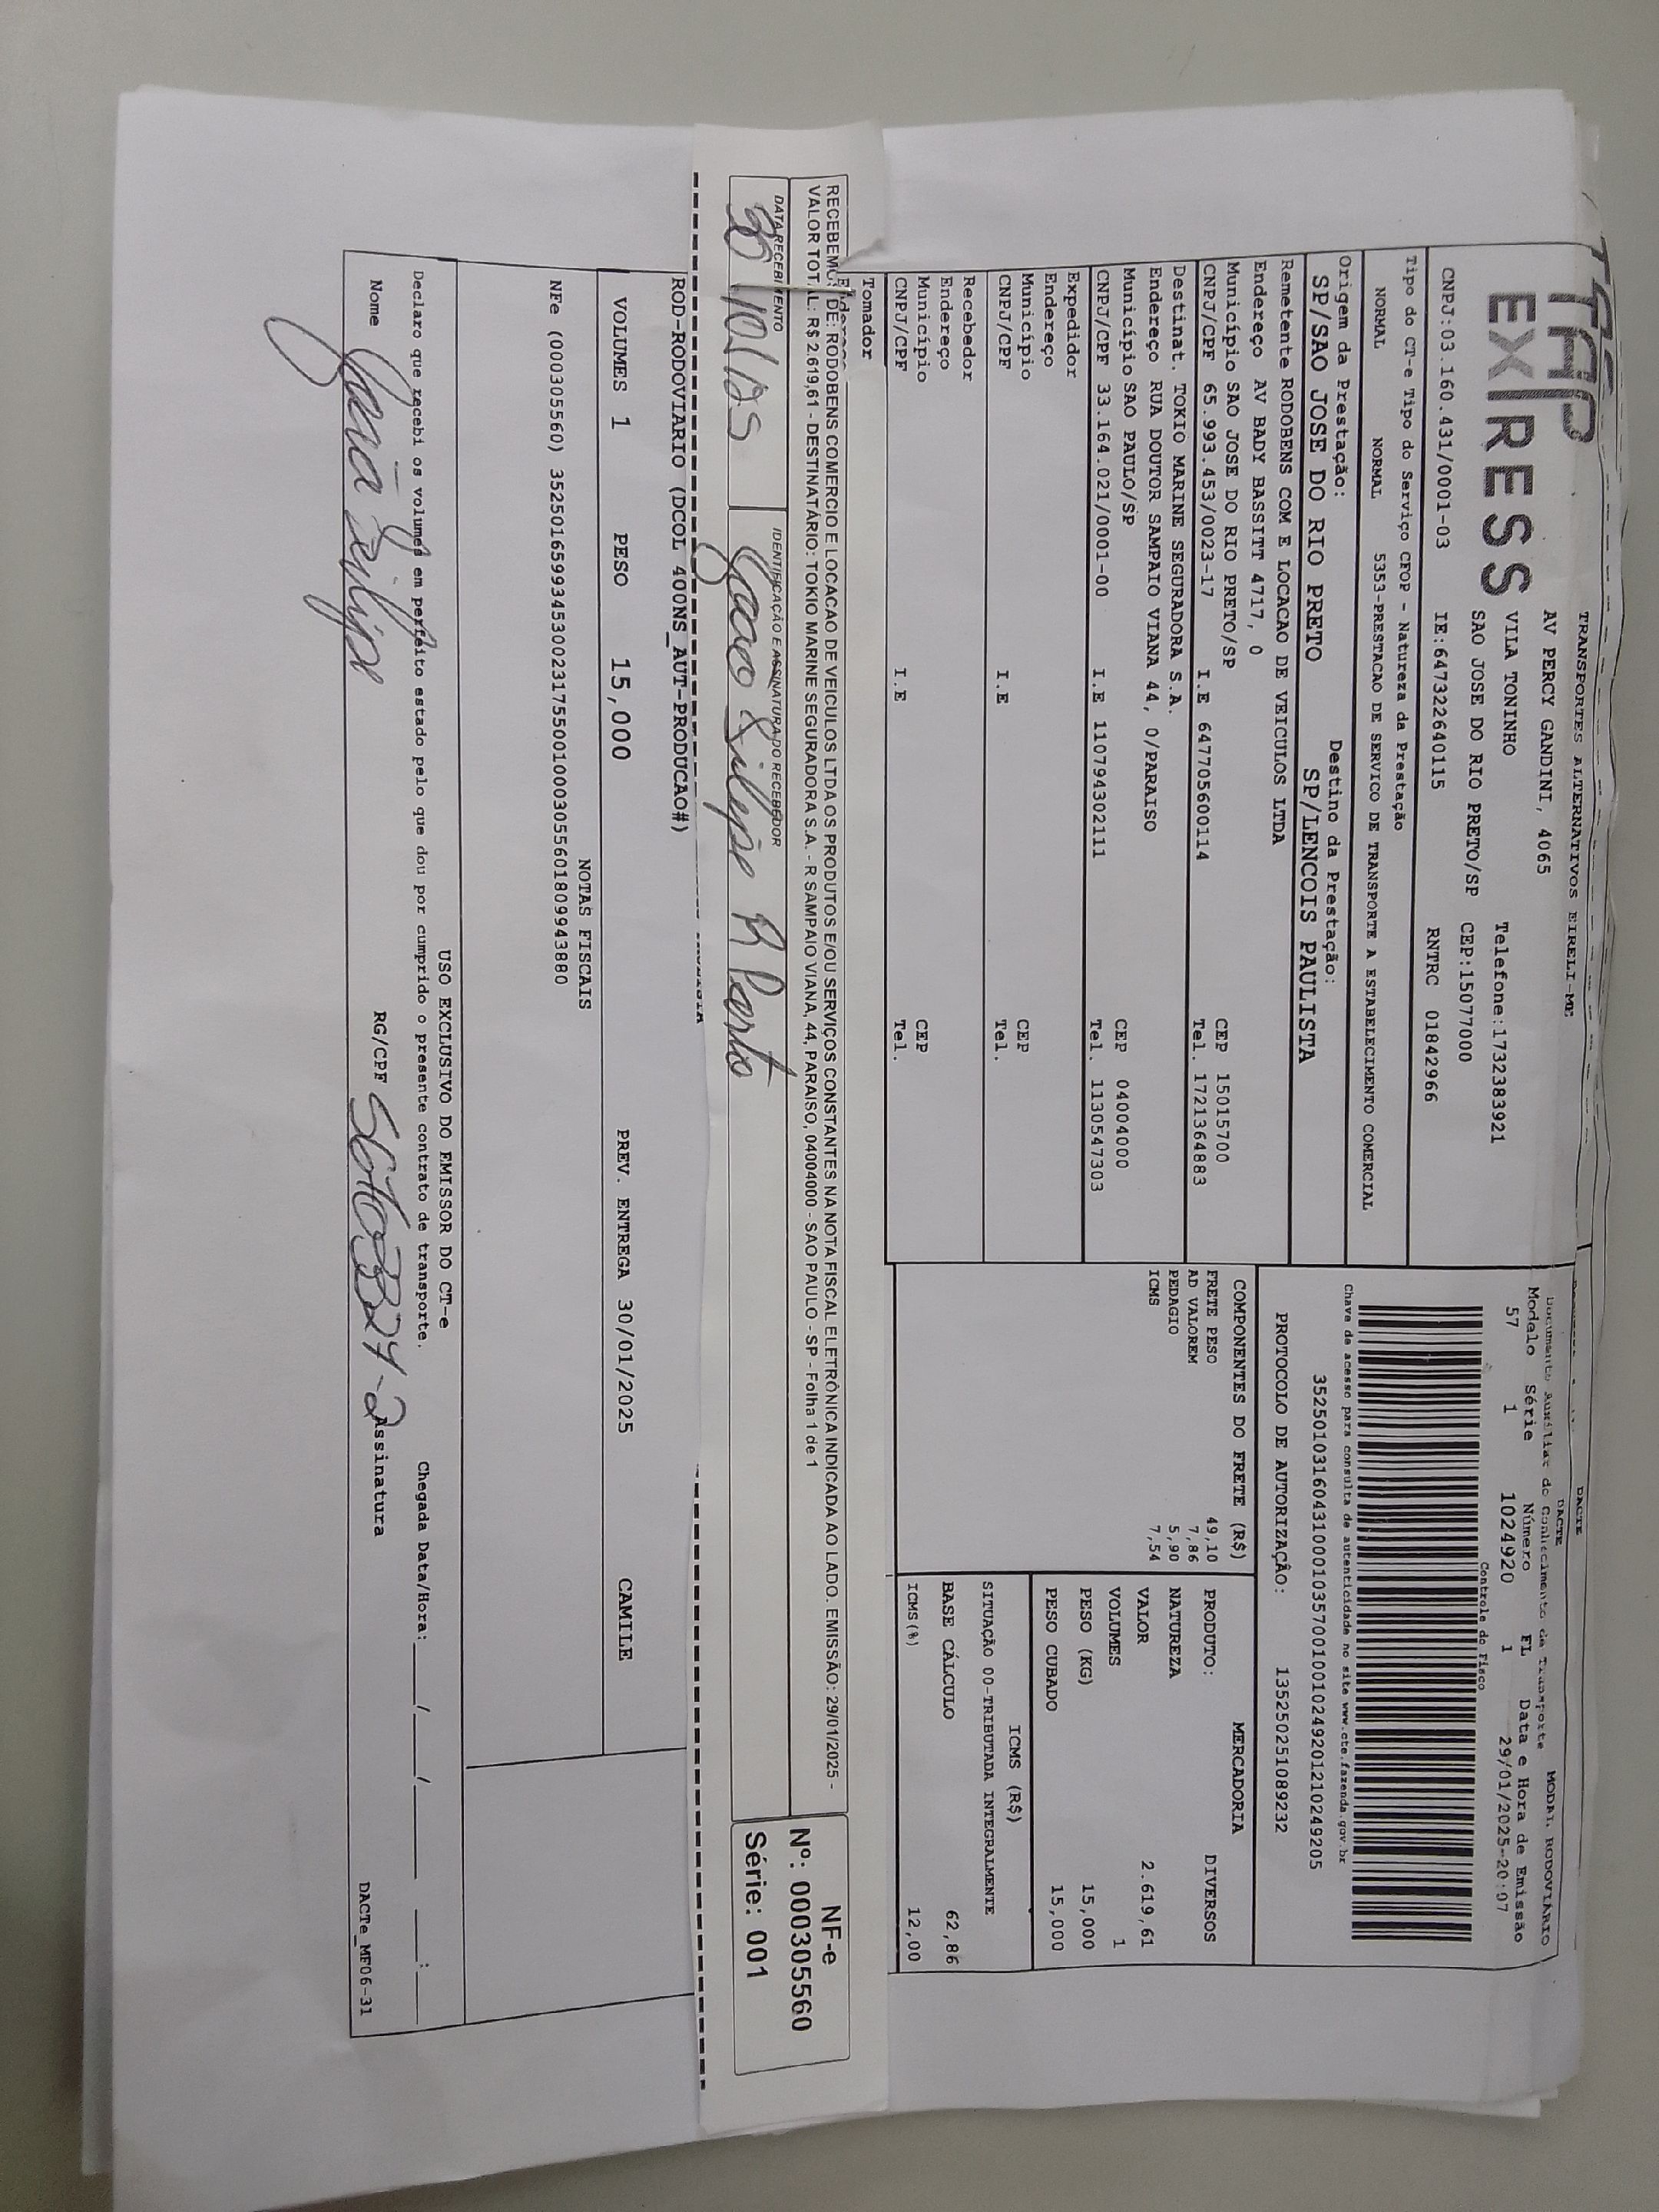 TRANSPORTES ALTERNATIVOS EIRELI-ME
TAP EXPRESS
AV PERCY GANDINI, 4065
VILA TONINHO Telefone:1732383921
SAO JOSE DO RIO PRETO/SP CEP:15077000
CNPJ:03.160.431/0001-03 IE:647322640115 RNTRC 01842966
Tipo do CT-e Tipo do Serviço CFOP - Natureza da Prestação
NORMAL NORMAL 5353-PRESTACAO DE SERVICO DE TRANSPORTE A ESTABELECIMENTO COMERCIAL
Origem da Prestação: Destino da Prestação:
SP/SAO JOSE DO RIO PRETO SP/LENCOIS PAULISTA
Remetente RODOBENS COM E LOCACAO DE VEICULOS LTDA
Endereço AV BADY BASSITT 4717, 0
Município SAO JOSE DO RIO PRETO/SP CEP 15015700
CNPJ/CPF 65.993.453/0023-17 I.E 647705600114 Tel. 1721364883
Destinat. TOKIO MARINE SEGURADORA S.A.
Endereço RUA DOUTOR SAMPAIO VIANA 44, 0/PARAISO
Município SAO PAULO/SP CEP 04004000
CNPJ/CPF 33.164.021/0001-00 I.E 110794302111 Tel. 1130547303
Expedidor
Endereço
Município CEP
CNPJ/CPF I.E Tel.
Recebedor
Endereço
Município CEP
CNPJ/CPF I.E Tel.
Tomador
Endereço
DACTE
DACTE
Documento Auxiliar do Conhecimento de Transporte MODAL RODOVIÁRIO
Modalo Série Número FL Data e Hora de Emissão
57 1 1024920 1 29/01/2025-20:07
Controle do Fisco
Chave de acesso para consulta de autenticidade no site www.cte.fazenda.gov.br
35250103160431000103570010010249201210249205
PROTOCOLO DE AUTORIZAÇÃO: 135250251089232
COMPONENTES DO FRETE (R$)
FRETE PESO 49,10
AD VALOREM 7,86
PEDAGIO 5,90
ICMS 7,54
MERCADORIA
PRODUTO: DIVERSOS
NATUREZA
VALOR 2.619,61
VOLUMES 1
PESO (KG) 15,000
PESO CUBADO 15,000
ICMS (R$)
SITUAÇÃO 00-TRIBUTADA INTEGRALMENTE
BASE CÁLCULO 62,86
ICMS(%) 12,00
RECEBEMOS DE: RODOBENS COMERCIO E LOCACAO DE VEICULOS LTDA OS PRODUTOS E/OU SERVIÇOS CONSTANTES NA NOTA FISCAL ELETRÔNICA INDICADA AO LADO. EMISSÃO: 29/01/2025 -
VALOR TOTAL: R$ 2.619,61 - DESTINATÁRIO: TOKIO MARINE SEGURADORA S.A. - R SAMPAIO VIANA, 44, PARAISO, 04004000 - SAO PAULO - SP - Folha 1 de 1
DATA RECEBIMENTO IDENTIFICAÇÃO E ASSINATURA DO RECEBEDOR
NF-e
Nº: 000305560
Série: 001
ROD-RODOVIARIO (DCOL 400NS_AUT-PRODUCAO#)
VOLUMES 1 PESO 15,000 PREV. ENTREGA 30/01/2025 CAMILE
NOTAS FISCAIS
NFe (000305560) 35250165993453002317550010003055601809943880
USO EXCLUSIVO DO EMISSOR DO CT-e
Declaro que recebi os volumes em perfeito estado pelo que dou por cumprido o presente contrato de transporte. Chegada Data/Hora: ___/___/_____ ___:___
Nome RG/CPF Assinatura
DACTe_MF06-31